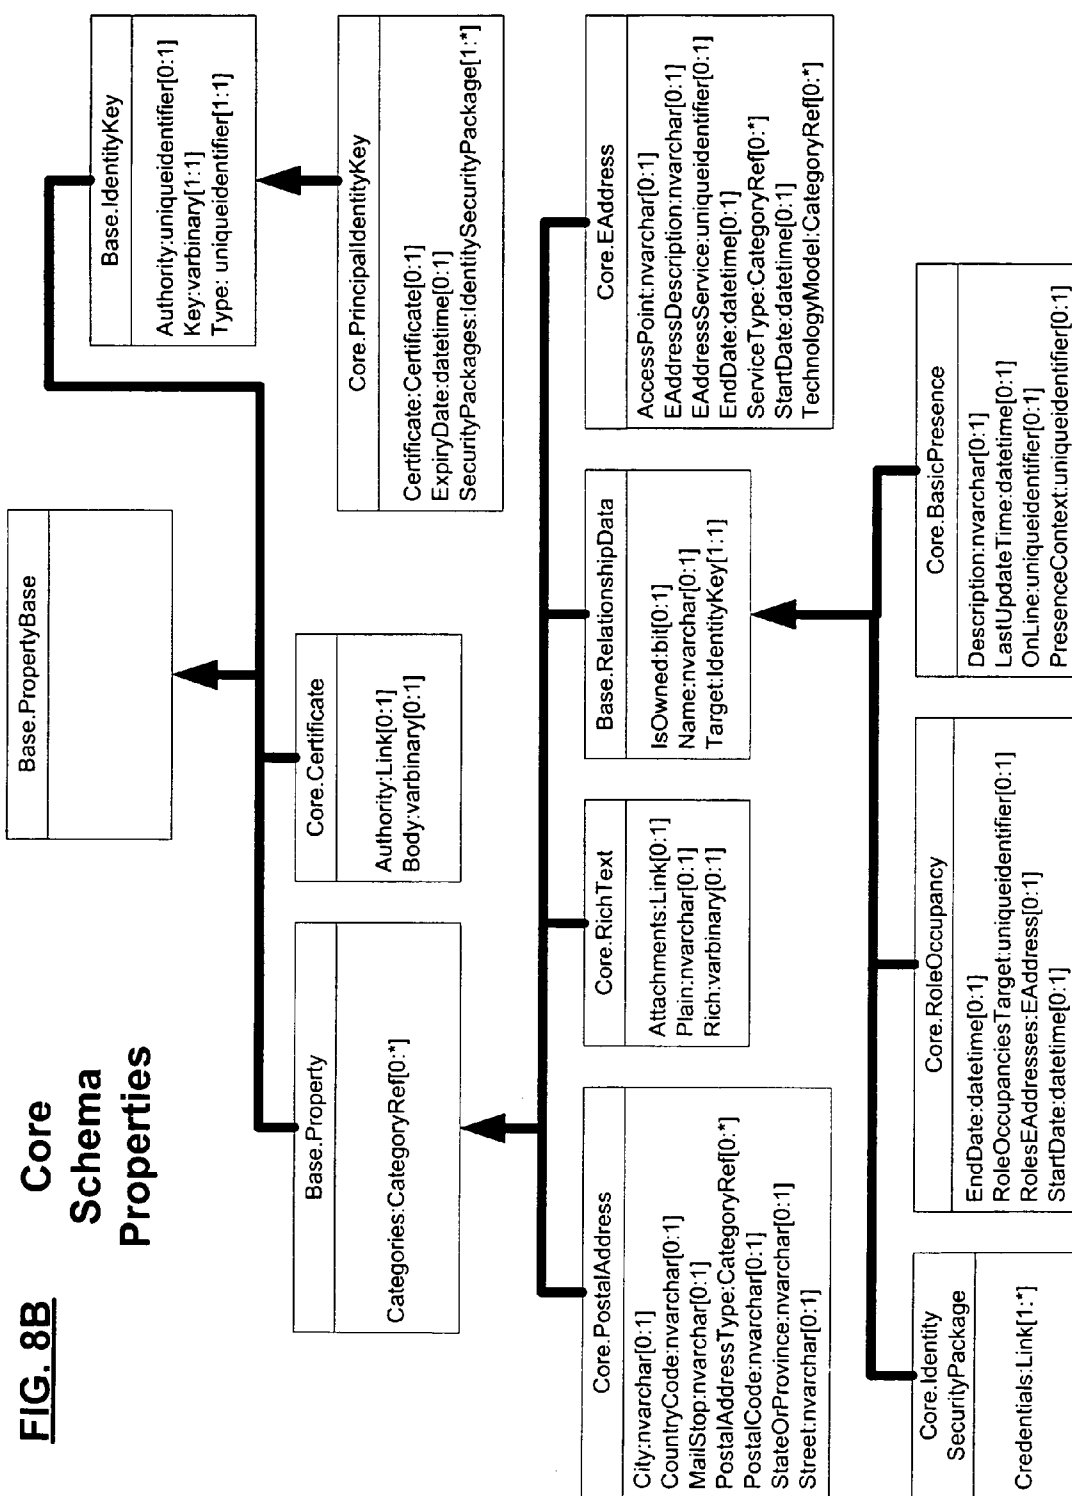 FIG. 8B
Core
Schema
Properties
Base.PropertyBase
Base.Property
Categories:CategoryRef[0:*]
Core.Certificate
Authority:Link[0:1]
Body:varbinary[0:1]
Base.IdentityKey
Authority:uniqueidentifier[0:1]
Key:varbinary[1:1]
Type: uniqueidentifier[1:1]
Core.PrincipalIdentityKey
Certificate:Certificate[0:1]
ExpiryDate:datetime[0:1]
SecurityPackages:IdentitySecurityPackage[1:*]
Core.PostalAddress
City:nvarchar[0:1]
CountryCode:nvarchar[0:1]
MailStop:nvarchar[0:1]
PostalAddressType:CategoryRef[0:*]
PostalCode:nvarchar[0:1]
StateOrProvince:nvarchar[0:1]
Street:nvarchar[0:1]
Core.RichText
Attachments:Link[0:1]
Plain:nvarchar[0:1]
Rich:varbinary[0:1]
Base.RelationshipData
IsOwned:bit[0:1]
Name:nvarchar[0:1]
Target:IdentityKey[1:1]
Core.EAddress
AccessPoint:nvarchar[0:1]
EAddressDescription:nvarchar[0:1]
EAddressService:uniqueidentifier[0:1]
EndDate:datetime[0:1]
ServiceType:CategoryRef[0:*]
StartDate:datetime[0:1]
TechnologyModel:CategoryRef[0:*]
Core.Identity
SecurityPackage
Credentials:Link[1:*]
Core.RoleOccupancy
EndDate:datetime[0:1]
RoleOccupanciesTarget:uniqueidentifier[0:1]
RolesEAddresses:EAddress[0:1]
StartDate:datetime[0:1]
Core.BasicPresence
Description:nvarchar[0:1]
LastUpdateTime:datetime[0:1]
OnLine:uniqueidentifier[0:1]
PresenceContext:uniqueidentifier[0:1]